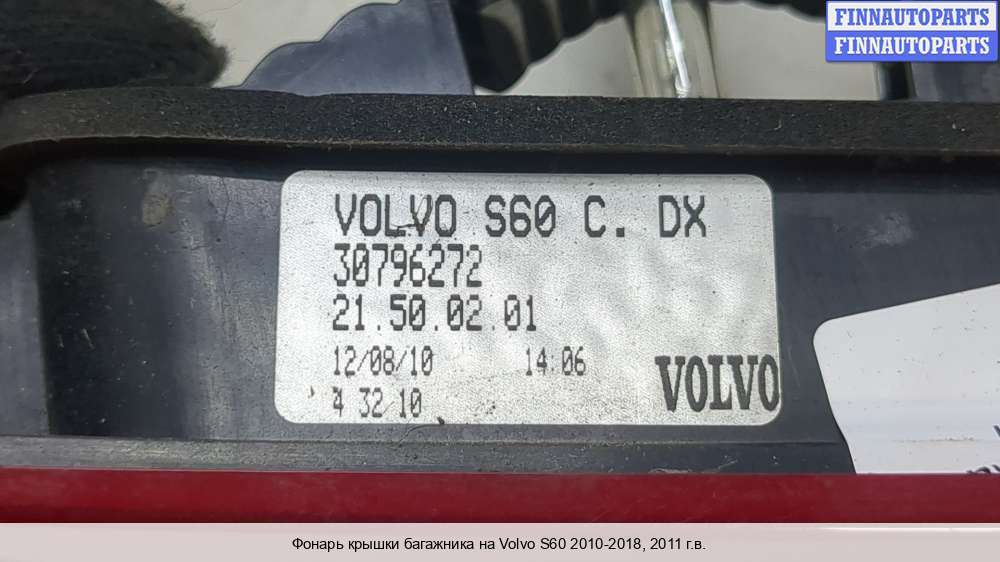 FINNAUTOPARTS
FINNAUTOPARTS
VOLVO S60 C. DX
30796272
21.50.02.01
12/08/10 14:06
4 32 10
VOLVO
Фонарь крышки багажника на Volvo S60 2010-2018, 2011 г.в.